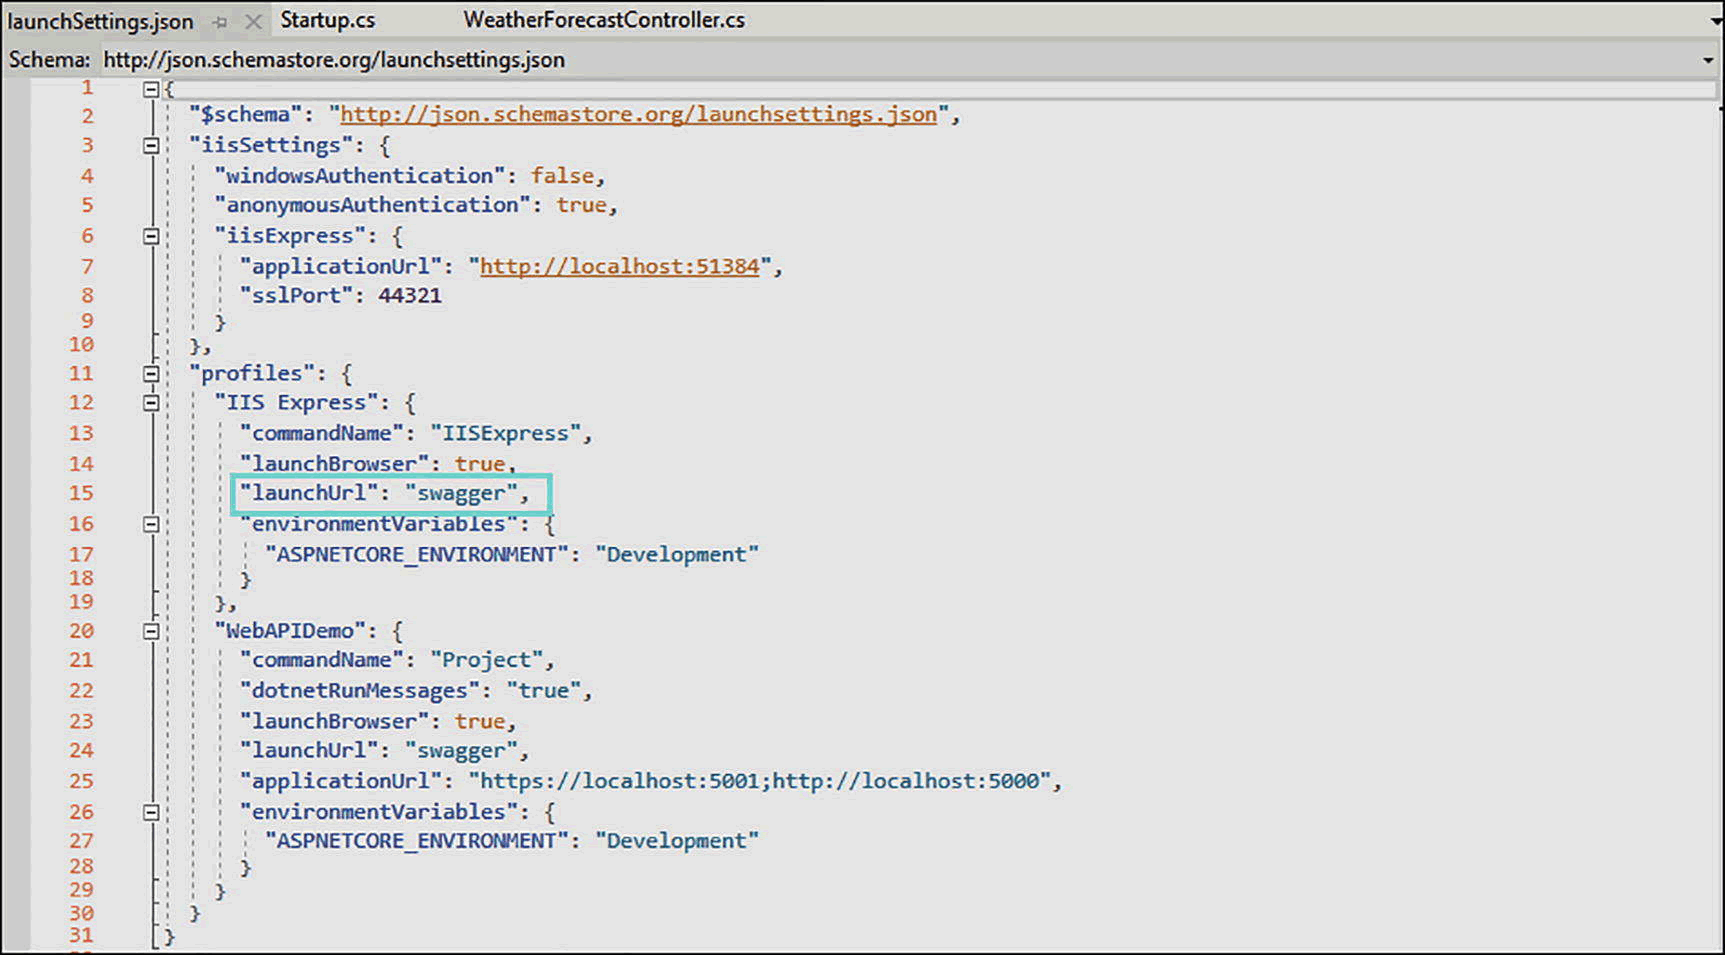 launchSettings.json Startup.cs WeatherForecastController.cs
Schema: http://json.schemastore.org/launchsettings.json
1 {
2 "$schema": "http://json.schemastore.org/launchsettings.json",
3 "iisSettings": {
4 "windowsAuthentication": false,
5 "anonymousAuthentication": true,
6 "iisExpress": {
7 "applicationUrl": "http://localhost:51384",
8 "sslPort": 44321
9 }
10 },
11 "profiles": {
12 "IIS Express": {
13 "commandName": "IISExpress",
14 "launchBrowser": true,
15 "launchUrl": "swagger",
16 "environmentVariables": {
17 "ASPNETCORE_ENVIRONMENT": "Development"
18 }
19 },
20 "WebAPIDemo": {
21 "commandName": "Project",
22 "dotnetRunMessages": "true",
23 "launchBrowser": true,
24 "launchUrl": "swagger",
25 "applicationUrl": "https://localhost:5001;http://localhost:5000",
26 "environmentVariables": {
27 "ASPNETCORE_ENVIRONMENT": "Development"
28 }
29 }
30 }
31 }